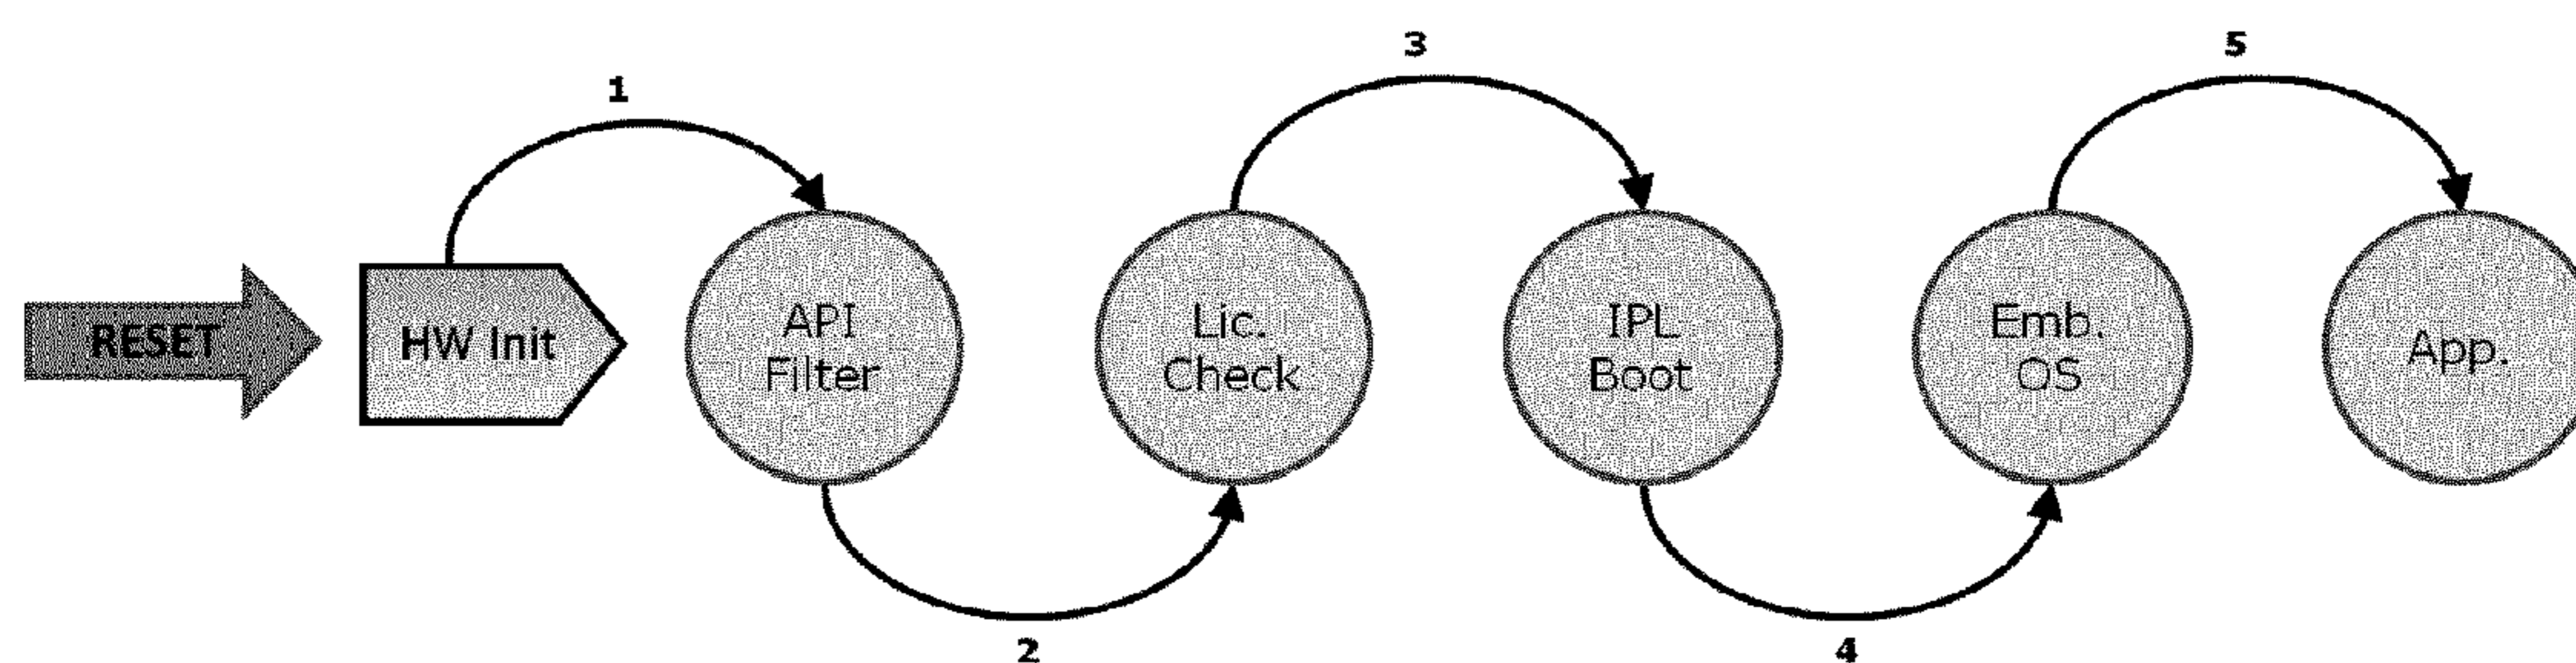 1
3
5
RESET
HW Init
API
Filter
Lic.
Check
IPL
Boot
Emb.
OS
App.
2
4